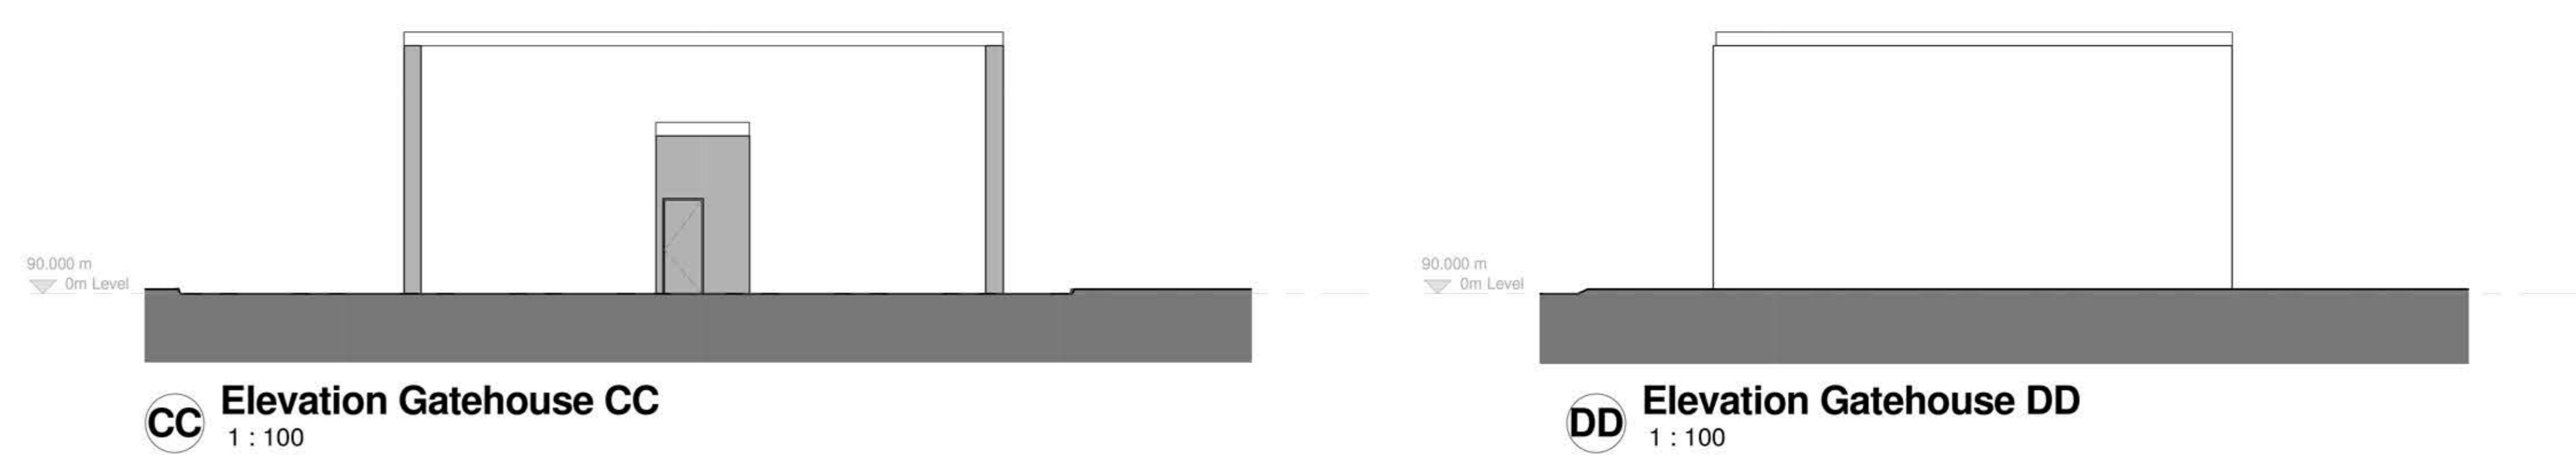 90.000 m
0m Level
CC
Elevation Gatehouse CC
1 : 100
90.000 m
0m Level
DD
Elevation Gatehouse DD
1 : 100